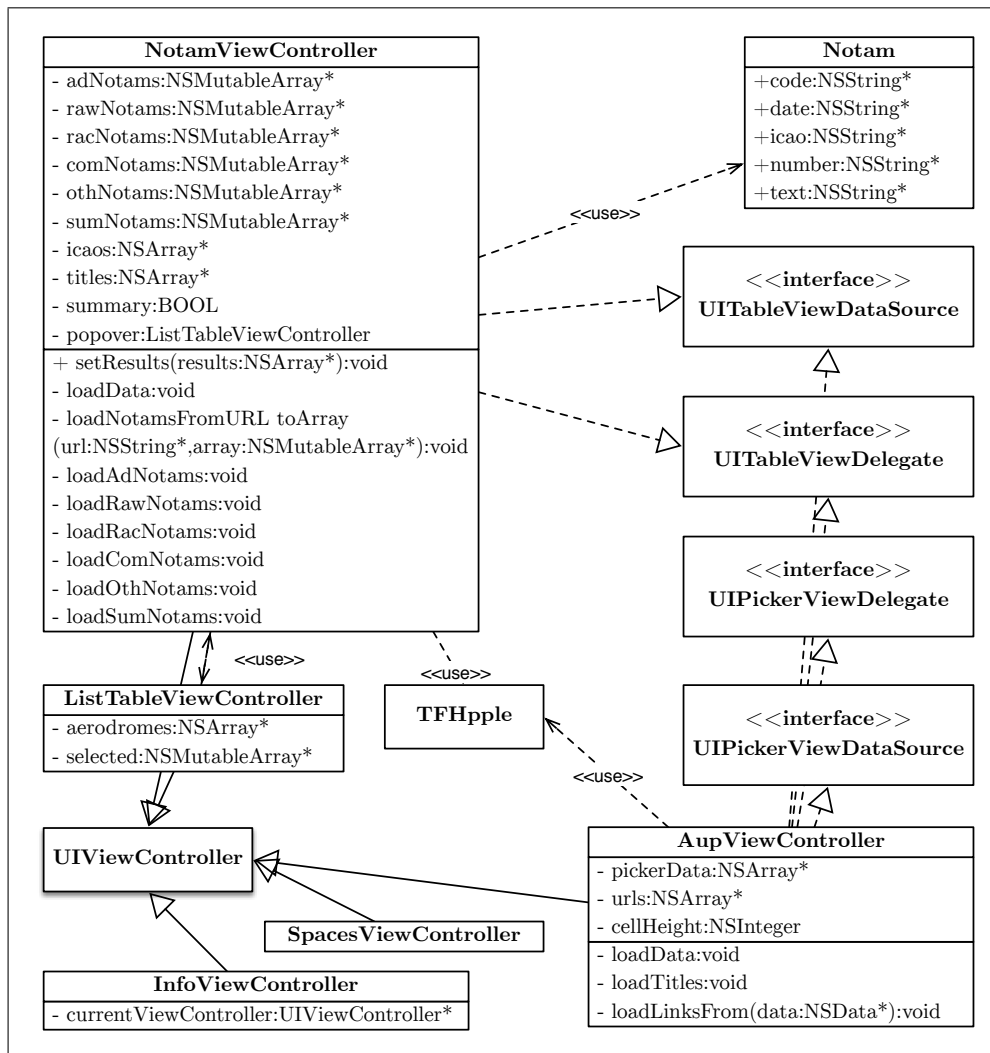 NotamViewController
- adNotams:NSMutableArray*
- rawNotams:NSMutableArray*
- racNotams:NSMutableArray*
- comNotams:NSMutableArray*
- othNotams:NSMutableArray*
- sumNotams:NSMutableArray*
- icaos:NSArray*
- titles:NSArray*
- summary:BOOL
- popover:ListTableViewController
+ setResults(results:NSArray*):void
- loadData:void
- loadNotamsFromURL toArray
(url:NSString*,array:NSMutableArray*):void
- loadAdNotams:void
- loadRawNotams:void
- loadRacNotams:void
- loadComNotams:void
- loadOthNotams:void
- loadSumNotams:void
Notam
+code:NSString*
+date:NSString*
+icao:NSString*
+number:NSString*
+text:NSString*
<<use>>
<<interface>>
UITableViewDataSource
<<interface>>
UITableViewDelegate
<<interface>>
UIPickerViewDelegate
<<interface>>
UIPickerViewDataSource
<<use>>
<<use>>
ListTableViewController
- aerodromes:NSArray*
- selected:NSMutableArray*
TFHpple
<<use>>
UIViewController
AupViewController
- pickerData:NSArray*
- urls:NSArray*
- cellHeight:NSInteger
- loadData:void
- loadTitles:void
- loadLinksFrom(data:NSData*):void
SpacesViewController
InfoViewController
- currentViewController:UIViewController*